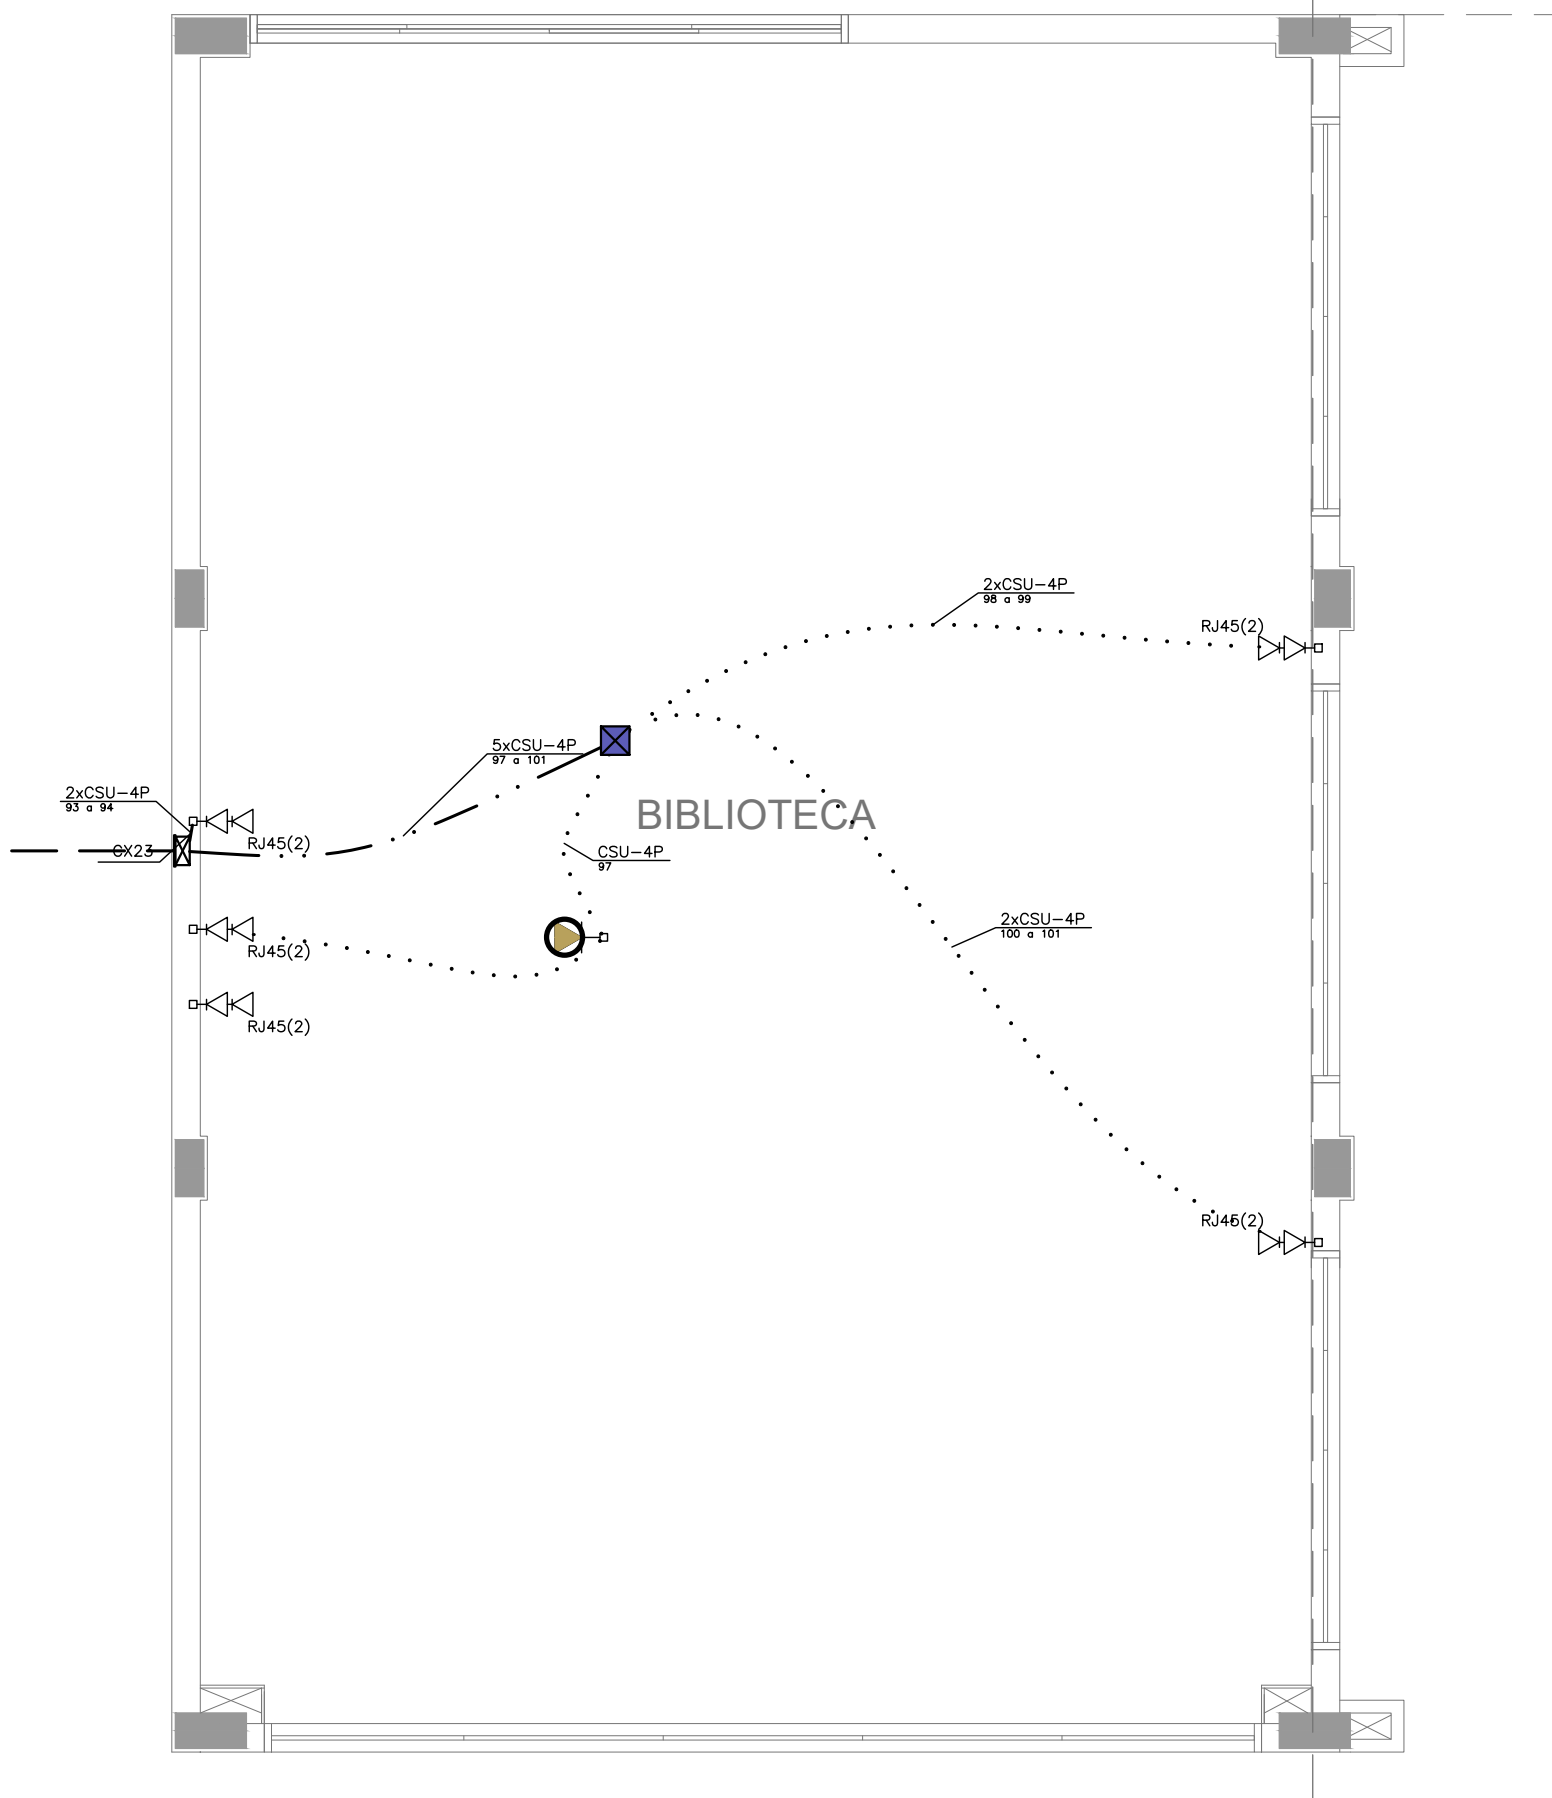 2xCSU-4P
98 a 99
RJ45(2)
5xCSU-4P
97 a 101
2xCSU-4P
93 a 94
BIBLIOTECA
RJ45(2)
CX23
CSU-4P
97
2xCSU-4P
100 a 101
RJ45(2)
RJ45(2)
RJ45(2)